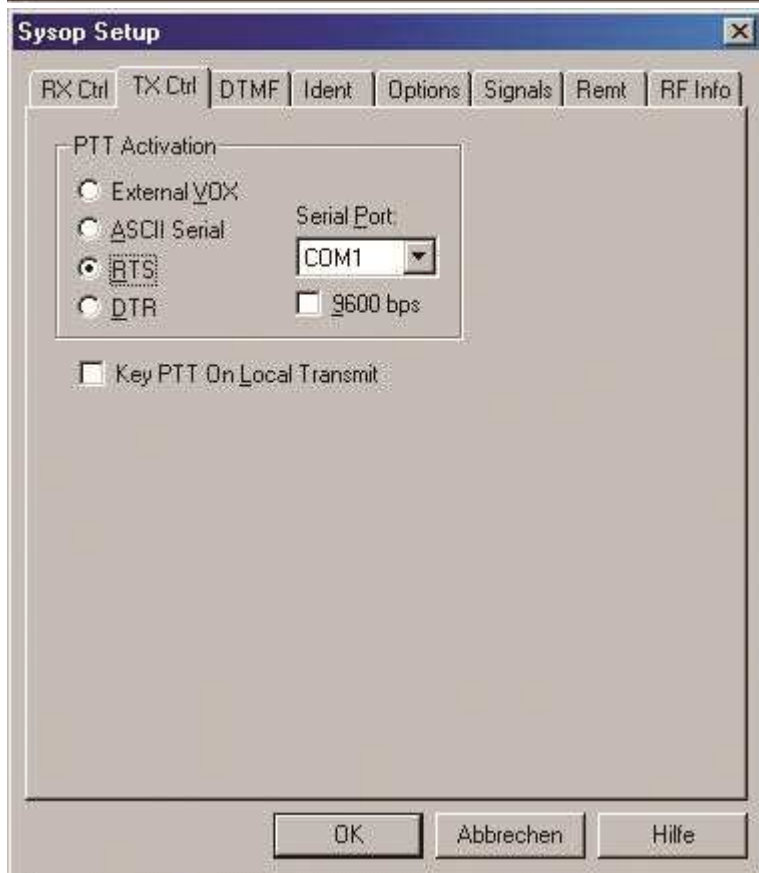 Sysop Setup
RX Ctrl TX Ctrl DTMF Ident Options Signals Remt RF Info
PTT Activation
External VOX
ASCII Serial
RTS
DTR
Serial Port:
COM1
9600 bps
Key PTT On Local Transmit
OK Abbrechen Hilfe